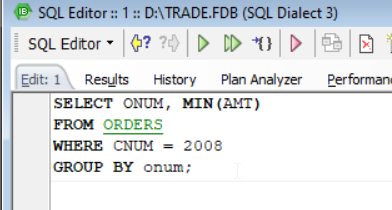 SQL Editor :: 1 :: D:\TRADE.FDB (SQL Dialect 3)
SQL Editor
Edit: 1 Results History Plan Analyzer Performan
SELECT ONUM, MIN(AMT)
FROM ORDERS
WHERE CNUM = 2008
GROUP BY onum;